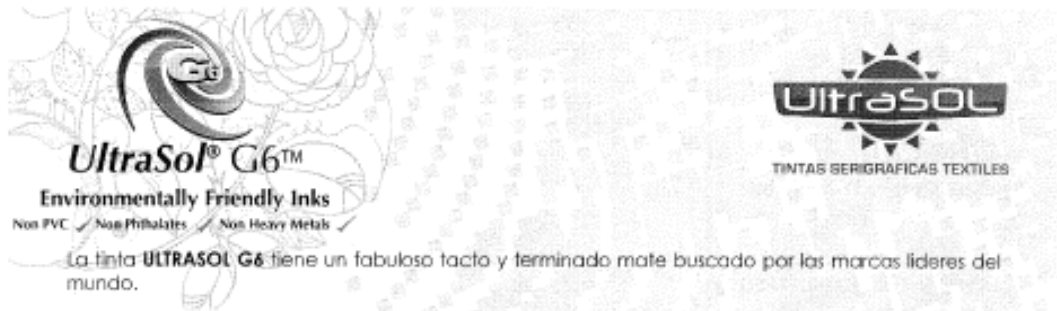 G6
UltraSol® G6™
Environmentally Friendly Inks
Non PVC ✓ Non Phthalates ✓ Non Heavy Metals ✓
UltraSOL
TINTAS SERIGRAFICAS TEXTILES
La tinta ULTRASOL G6 tiene un fabuloso tacto y terminado mate buscado por las marcas lideres del
mundo.